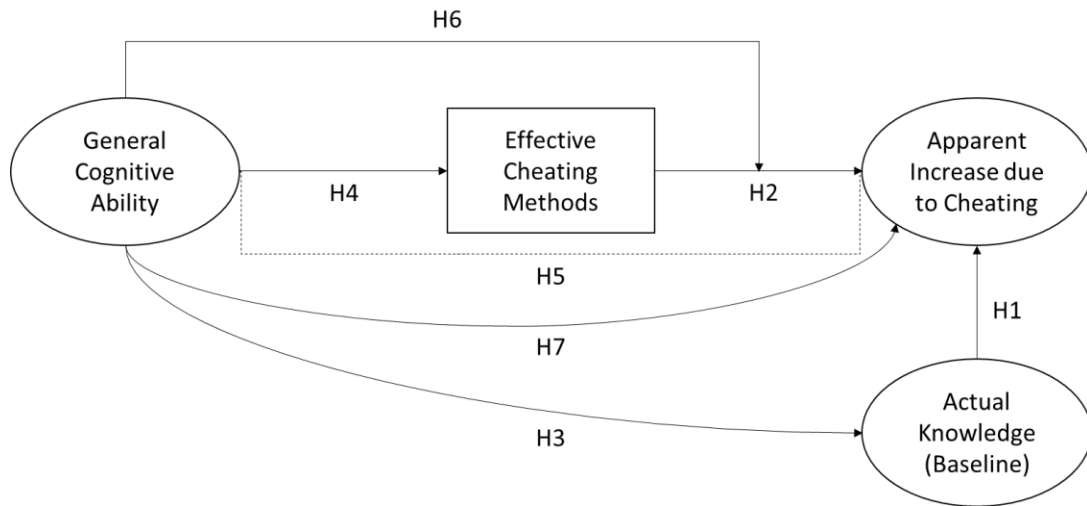 H6
General
Cognitive
Ability
H4
Effective
Cheating
Methods
H2
Apparent
Increase due
to Cheating
H5
H7
H1
H3
Actual
Knowledge
(Baseline)